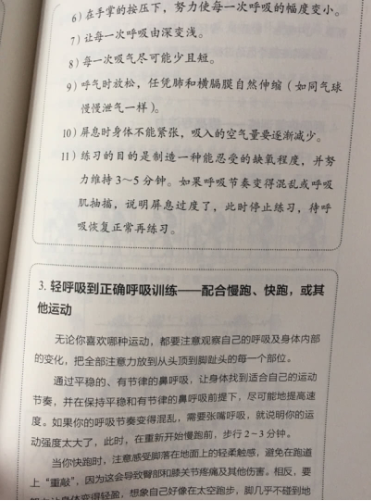 6）在手掌的按压下，努力使每一次呼吸的幅度变小。
7）让每一次呼吸由深变浅。
8）每一次吸气尽可能少且短。
9）呼气时放松，任凭肺和横膈膜自然伸缩（如同气球
慢慢泄气一样）。
10）屏息时身体不能紧张，吸入的空气量要逐渐减少。
11）练习的目的是制造一种能忍受的缺氧程度，并努
力维持3~5分钟。如果呼吸节奏变得混乱或呼吸
肌抽搐，说明屏息过度了，此时停止练习，待呼
吸恢复正常再练习。
3. 轻呼吸到正确呼吸训练——配合慢跑、快跑，或其
他运动
无论你喜欢哪种运动，都要注意观察自己的呼吸及身体内部
的变化，把全部注意力放到从头顶到脚趾头的每一个部位。
通过平稳的、有节律的鼻呼吸，让身体找到适合自己的运动
节奏，并在保持平稳和有节律的鼻呼吸前提下，尽可能地提高速
度。如果你的呼吸节奏变得混乱，需要张嘴呼吸，就说明你的运
动强度太大了，此时，在重新开始慢跑前，步行2~3分钟。
当你快跑时，注意感受脚落在地面上的轻柔触感，避免在跑道
上“重敲”，因为这会导致臀部和膝关节疼痛及其他伤害。相反，要
身体变得轻盈，想象自己好像在太空跑步，脚几乎不碰到地